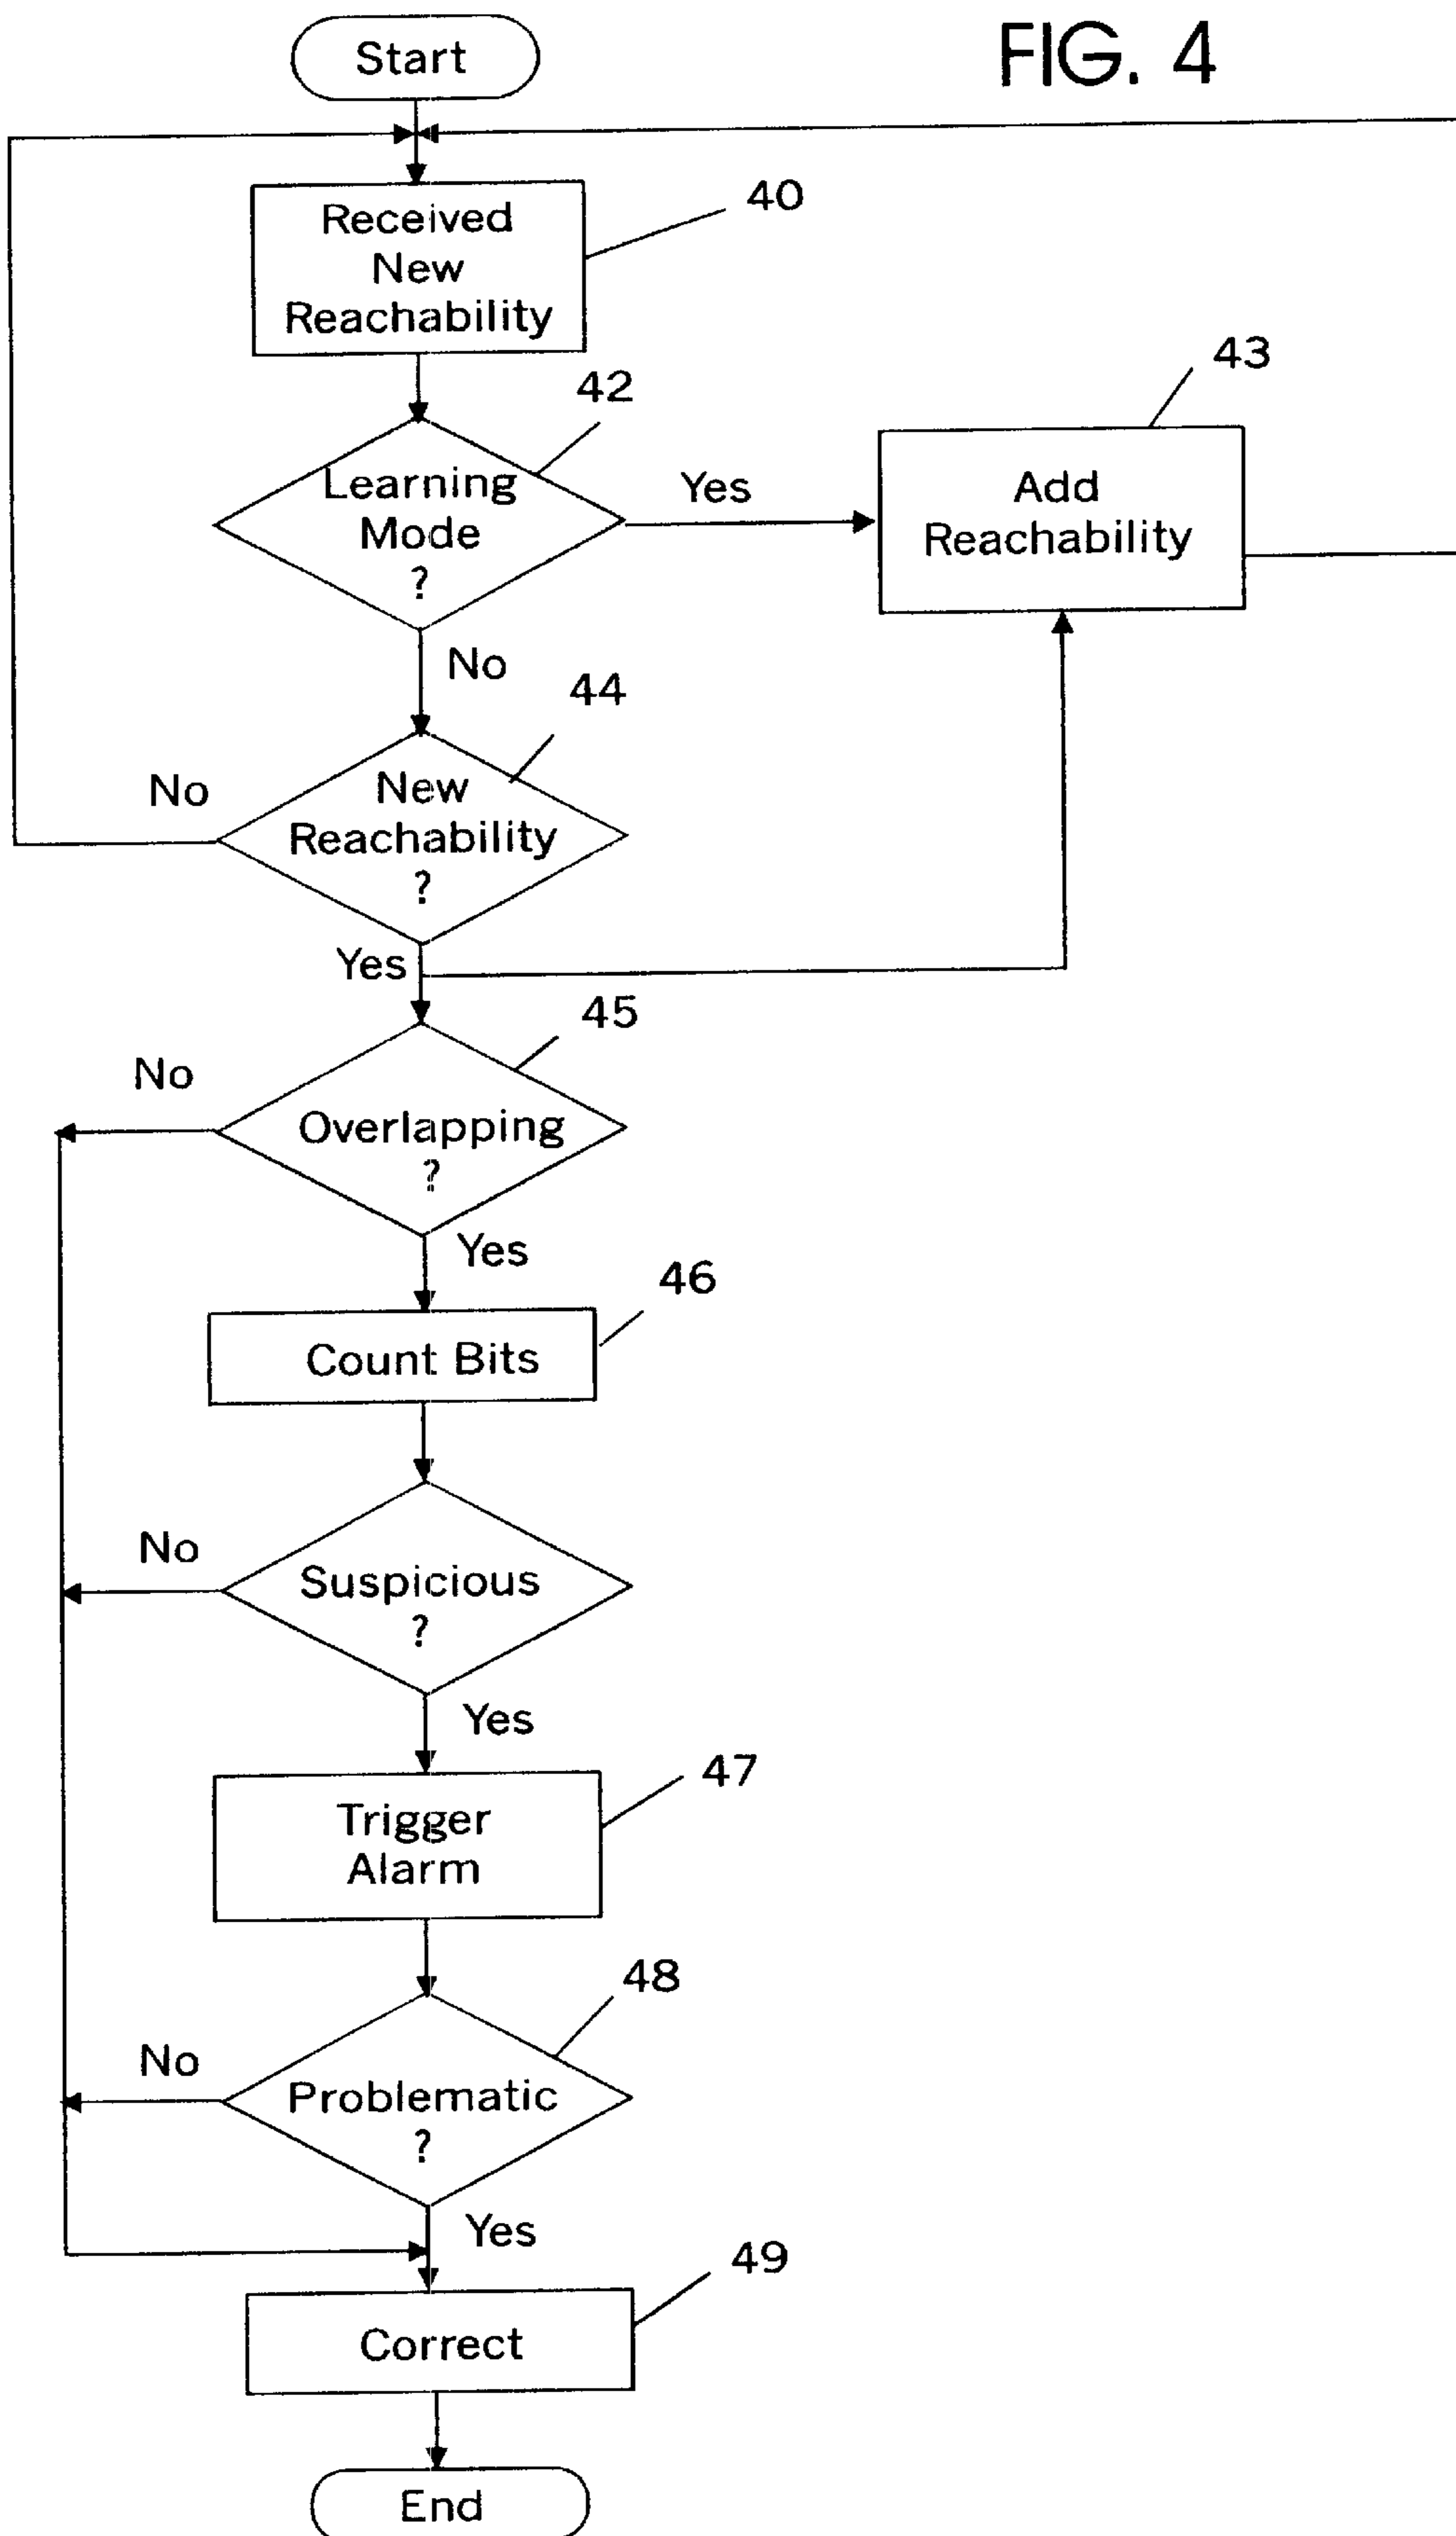 Start
FIG. 4
Received
New
Reachability
40
42
Learning
Mode
?
Yes
43
Add
Reachability
No
44
New
Reachability
?
No
Yes
45
Overlapping
?
No
Yes
46
Count Bits
Suspicious
?
No
Yes
47
Trigger
Alarm
48
Problematic
?
No
Yes
49
Correct
End